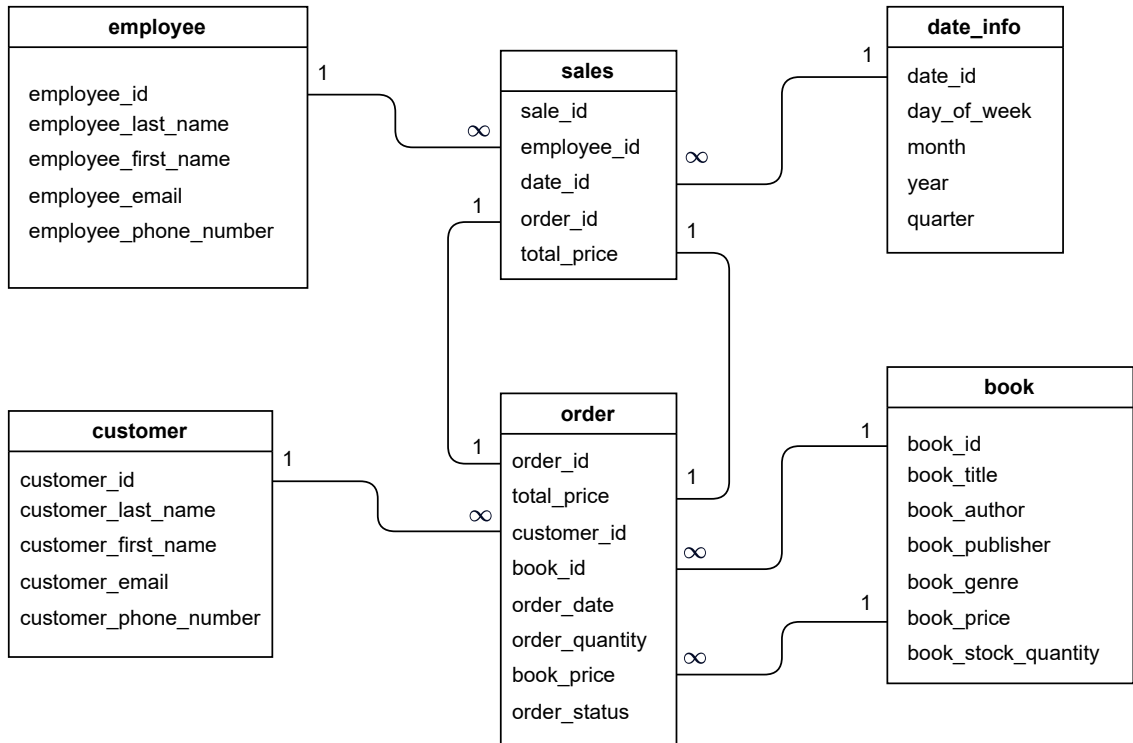 employee
employee_id
employee_last_name
employee_first_name
employee_email
employee_phone_number
1
∞
sales
sale_id
employee_id
date_id
order_id
total_price
∞
1
date_info
date_id
day_of_week
month
year
quarter
1
1
1
1
customer
customer_id
customer_last_name
customer_first_name
customer_email
customer_phone_number
1
∞
order
order_id
total_price
customer_id
book_id
order_date
order_quantity
book_price
order_status
∞
1
∞
1
book
book_id
book_title
book_author
book_publisher
book_genre
book_price
book_stock_quantity